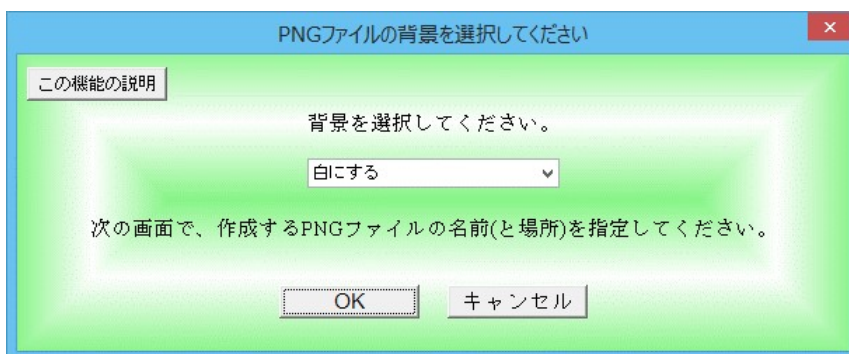 PNGファイルの背景を選択してください
この機能の説明
背景を選択してください。
白にする
次の画面で、作成するPNGファイルの名前(と場所)を指定してください。
OK
キャンセル